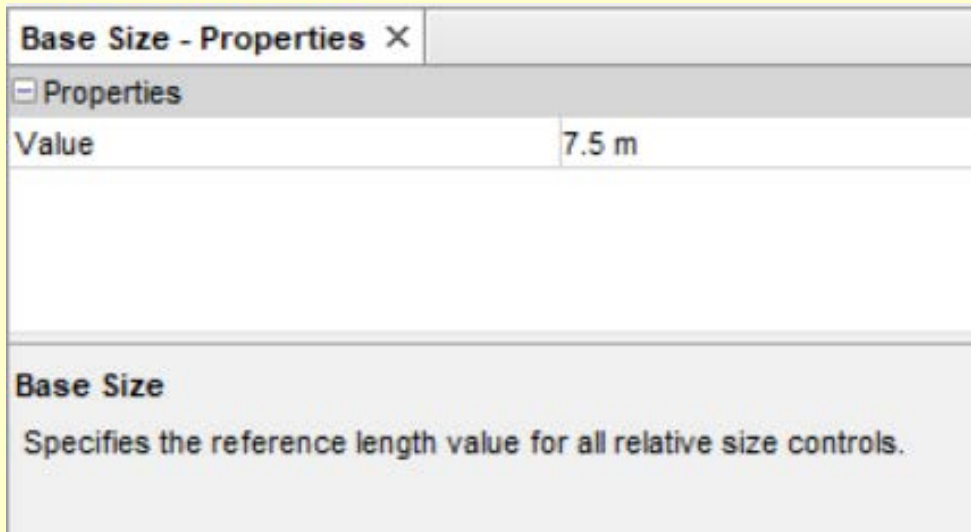 Base Size - Properties ×
Properties
Value 7.5 m
Base Size
Specifies the reference length value for all relative size controls.